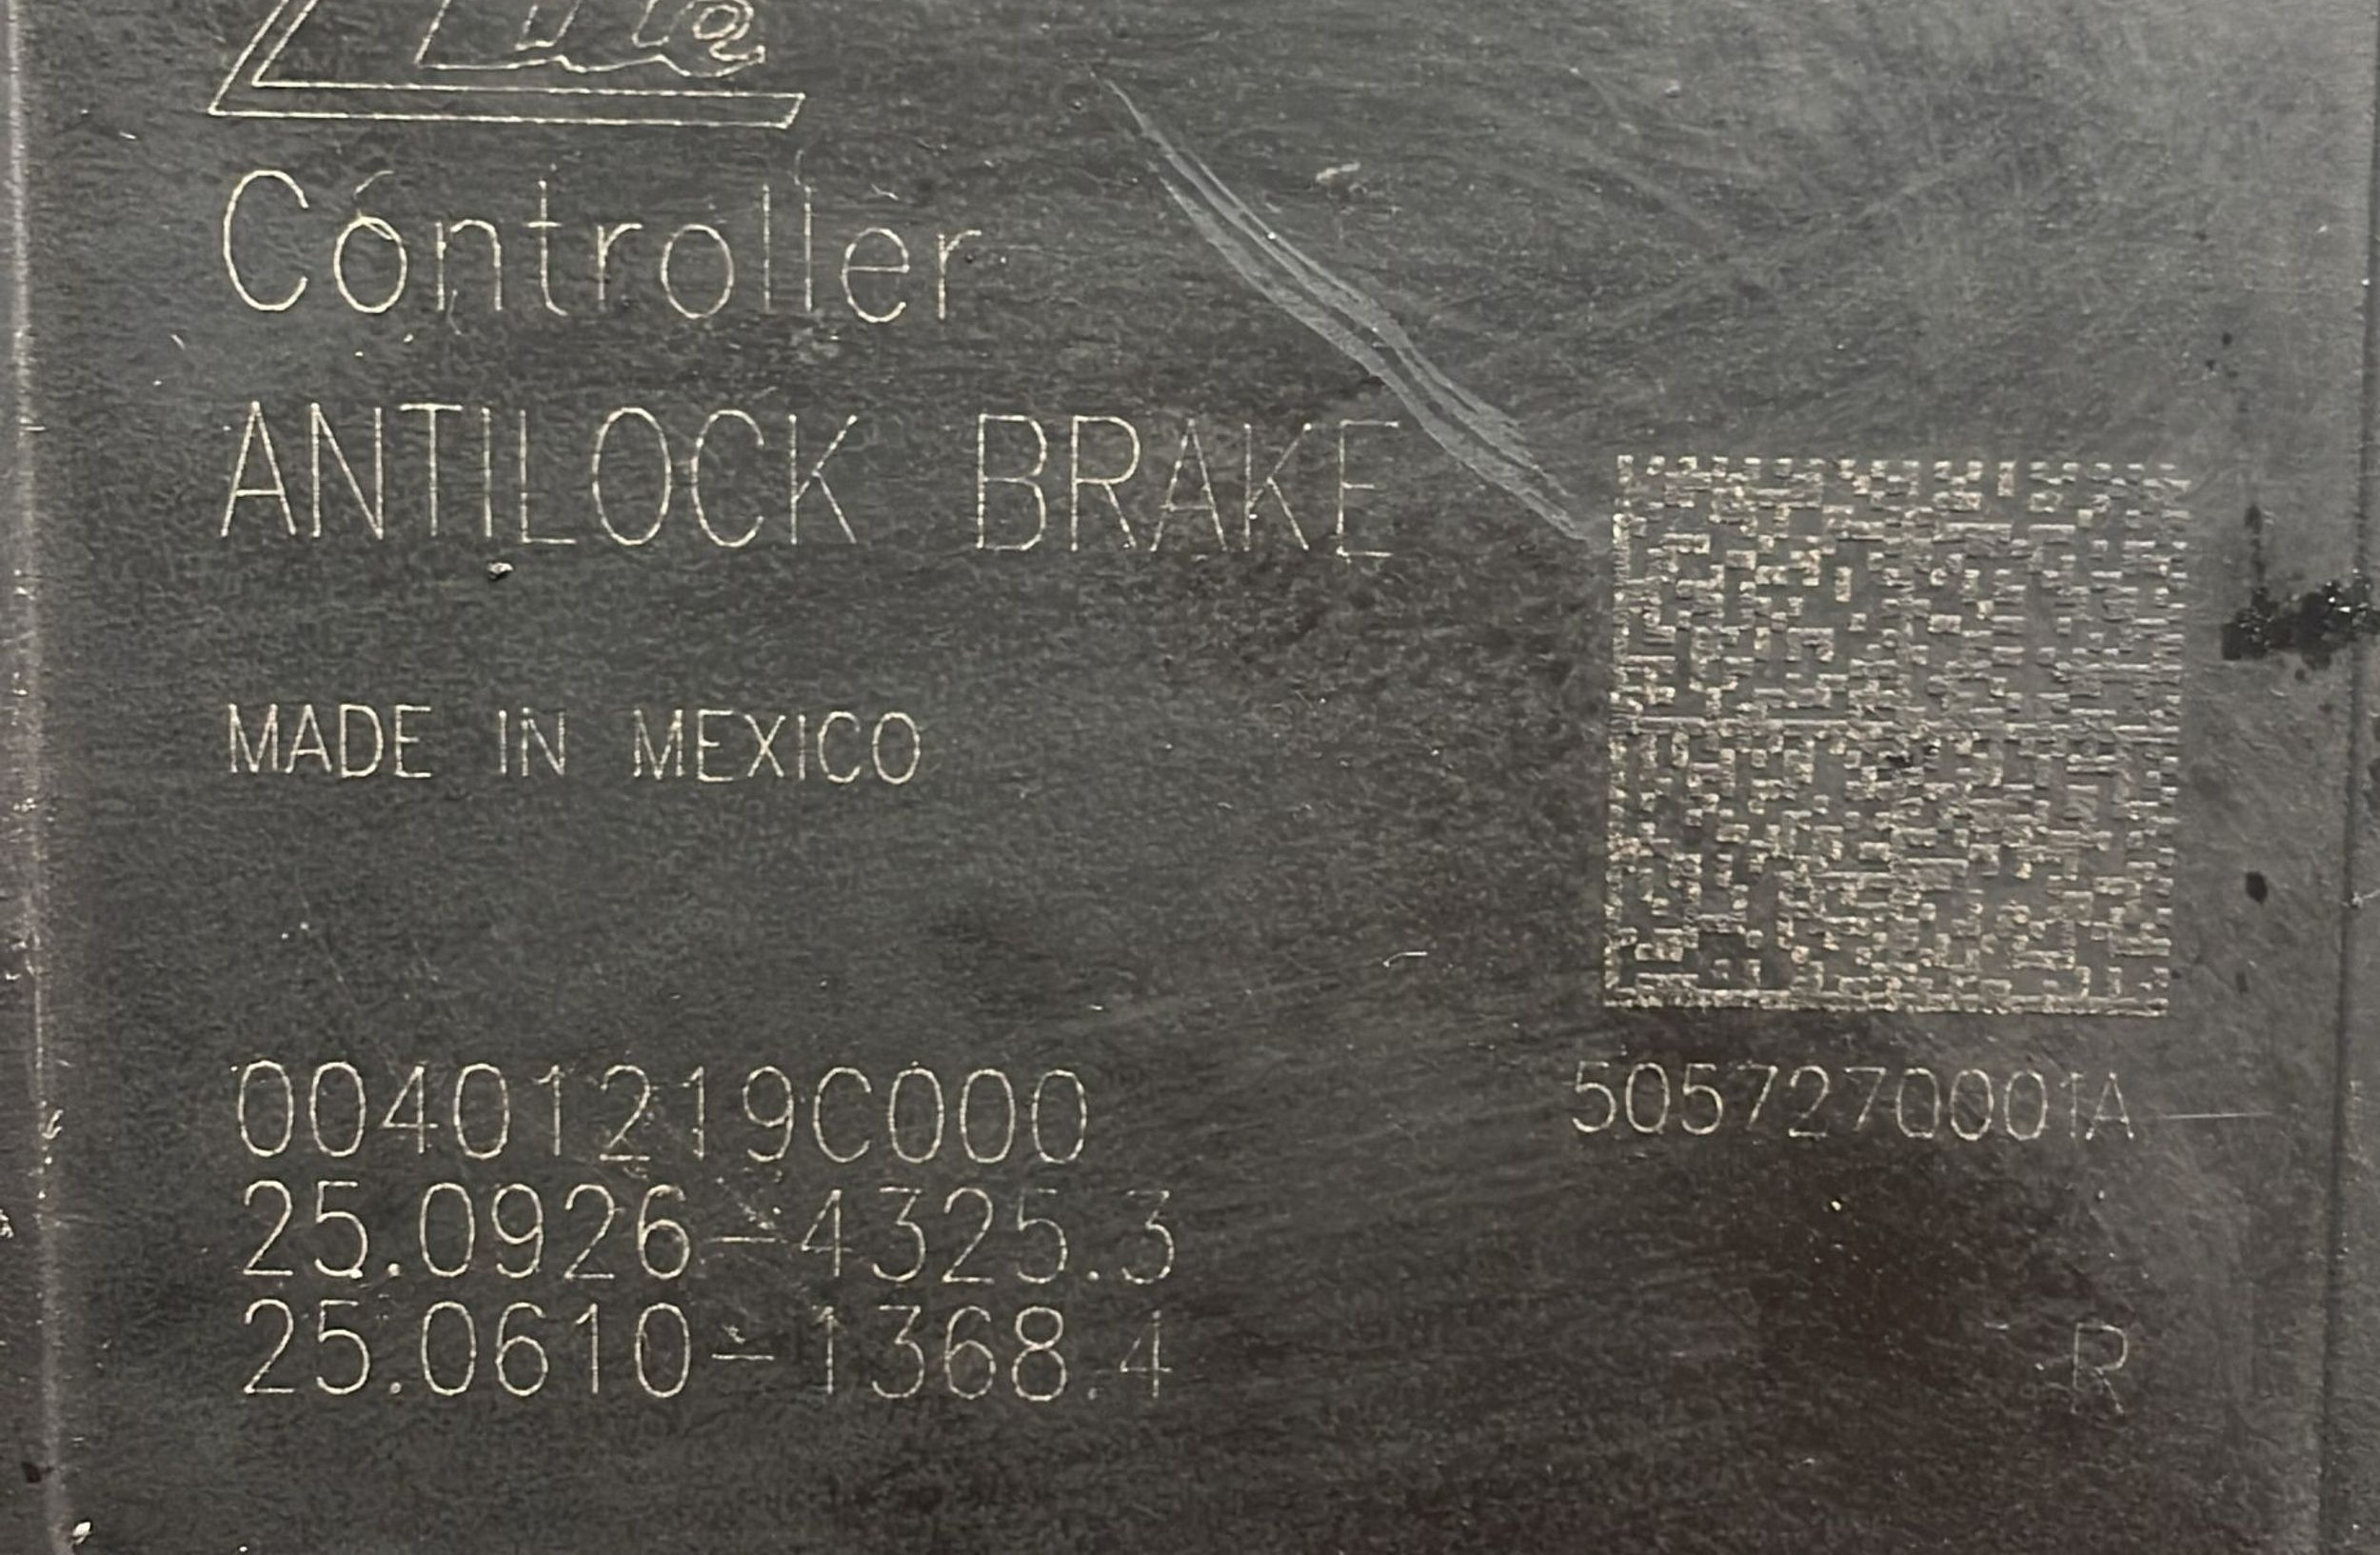 Controller
ANTILOCK BRAKE
MADE IN MEXICO
00401219C000
25.0926-4325.3
25.0610-1368.4
5057270001A
R